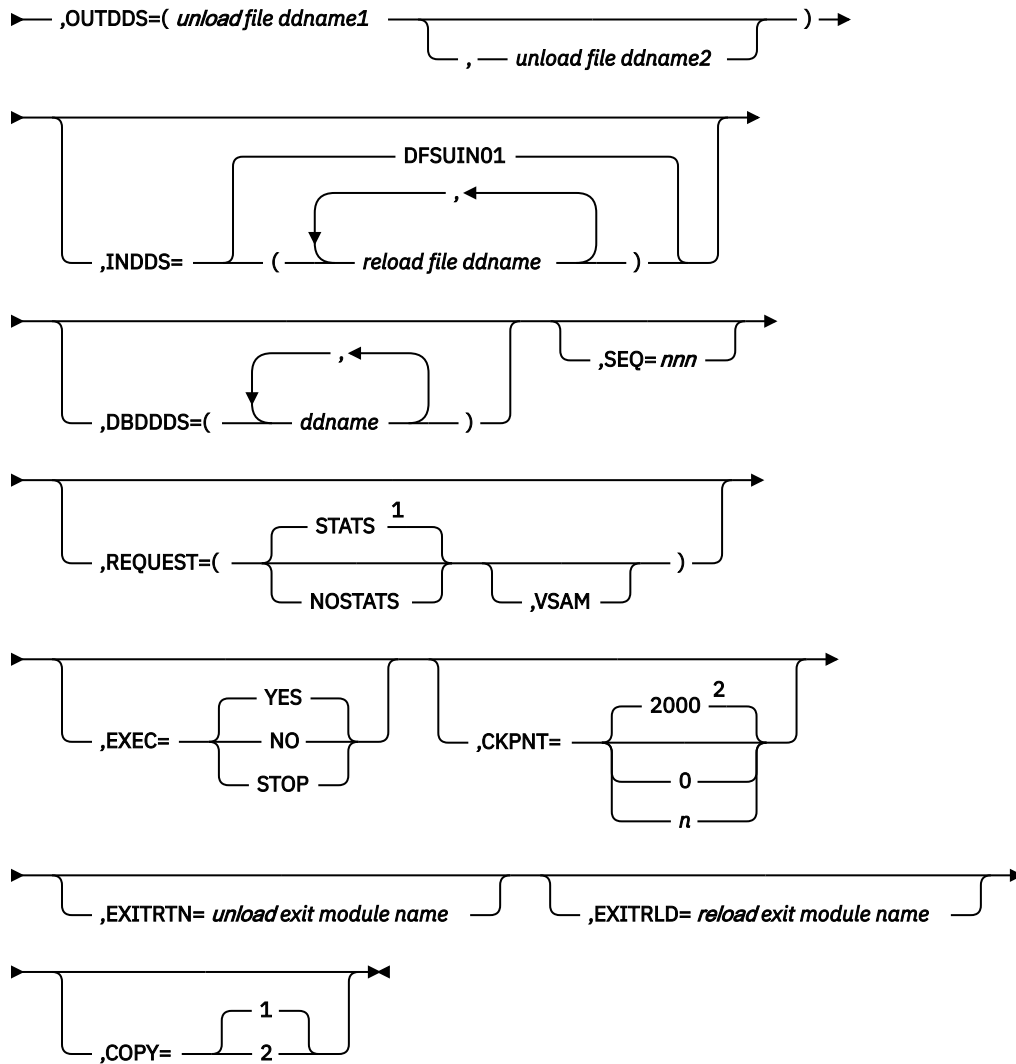 ,OUTDDS=( unload file ddname1 )
, unload file ddname2
DFSUIN01
,
,INDDS= ( reload file ddname )
,
,SEQ= nnn
,DBDDDS=( ddname )
STATS 1
,REQUEST=( )
NOSTATS ,VSAM
YES 2000 2
,EXEC= NO ,CKPNT=
STOP 0
n
,EXITRTN= unload exit module name ,EXITRLD= reload exit module name
1
,COPY= 2